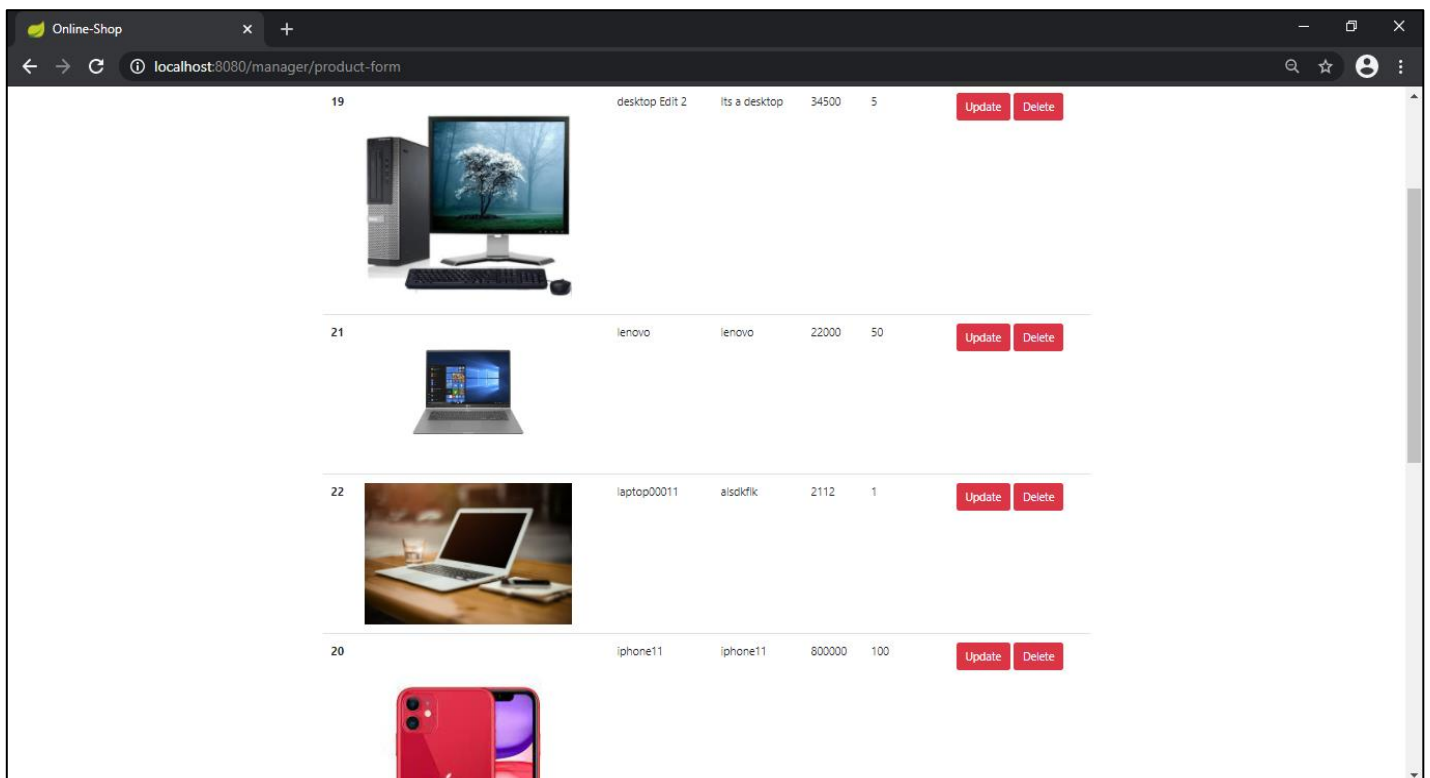 Online-Shop
localhost:8080/manager/product-form
19 desktop Edit 2 Its a desktop 34500 5 Update Delete
21 lenovo lenovo 22000 50 Update Delete
22 laptop00011 alsdkflk 2112 1 Update Delete
20 iphone11 iphone11 800000 100 Update Delete